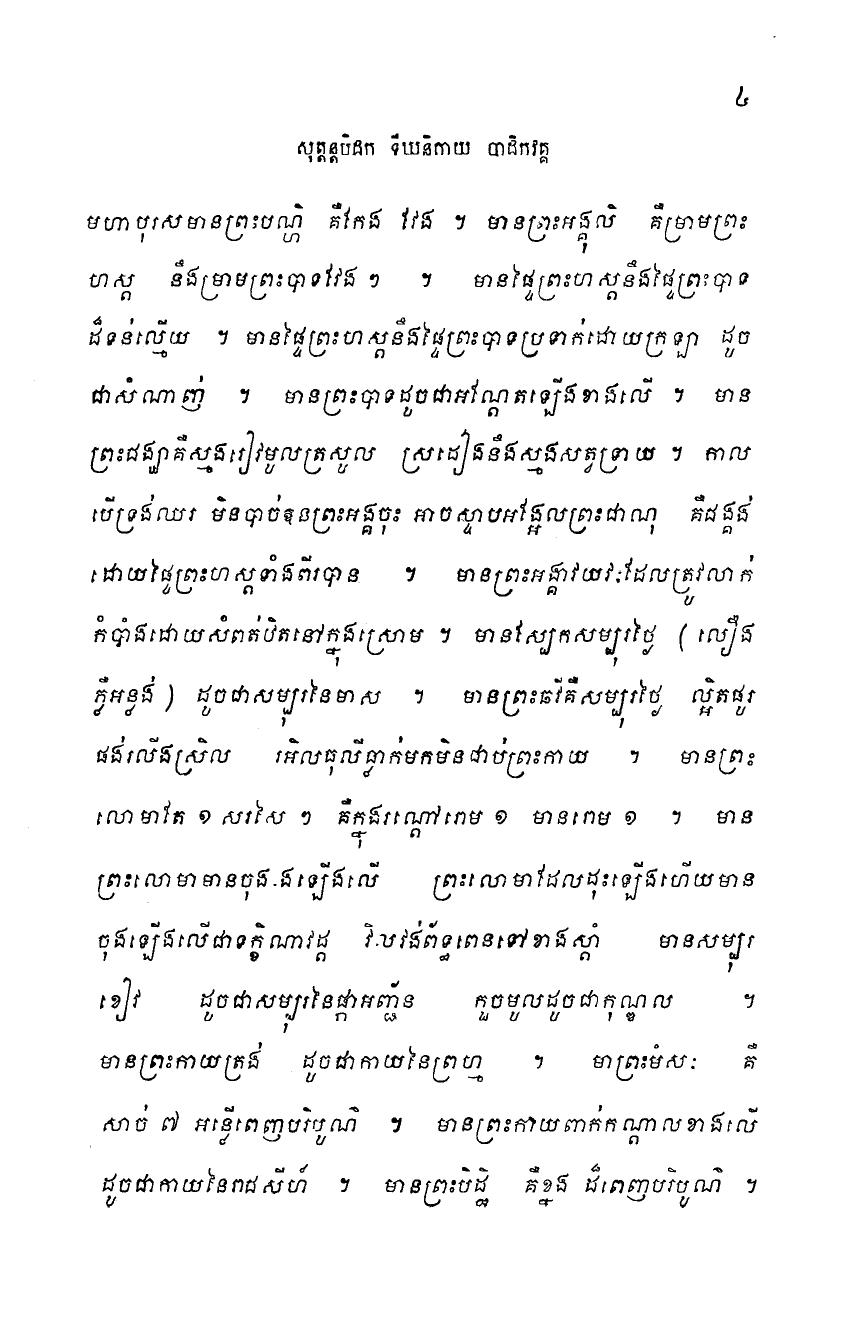 ៤
សុត្តន្តបិដក ទីឃនិកាយ បាដិកវគ្គ
មហាបុរសមានព្រះបណ្ហិ គឺកែង វែង ។ មានព្រះអង្គុលិ គឺម្រាមព្រះ
ហស្ត នឹងម្រាមព្រះបាទវែងៗ ។ មានផ្ទៃព្រះហស្តនឹងផ្ទៃព្រះបាទ
ដ៏ទន់ល្មើយ ។ មានផ្ទៃព្រះហស្តនឹងផ្ទៃព្រះបាទប្រទាក់ដោយក្រឡា ដូច
ជាសំណាញ់ ។ មានព្រះបាទដូចជាអណ្តែតឡើងខាងលើ ។ មាន
ព្រះជង្ឃាគឺស្មងរៀវមូលត្រសូល ស្រដៀងនឹងស្មងសត្វទ្រាយ ។ កាល
បើទ្រង់ឈរ មិនបាច់ឱនព្រះអង្គចុះ អាចស្ទាបអង្អែលព្រះជាណុ គឺជង្គង់
ដោយផ្ទៃព្រះហស្តទាំងពីរបាន ។ មានព្រះអង្គាវយវៈដែលត្រូវលាក់
កំបាំងដោយសំពត់ឋិតនៅក្នុងស្រោម ។ មានស្បែកសម្បុរថ្លៃ ( លឿង
ភ្លឺអន្ធង់ ) ដូចជាសម្បុរនៃមាស ។ មានព្រះឆវីគឺសម្បុរថ្លៃ ល្អិតផូរ
ផង់រលើងស្រិល រអិលធុលីធ្លាក់មកមិនជាប់ព្រះកាយ ។ មានព្រះ
លោមាតែ ១ សរសៃ ៗ គឺក្នុងរណ្តៅរោម ១ មានរោម ១ ។ មាន
ព្រះលោមាមានចុងងឡើងលើ ព្រះលោមាដែលដុះឡើងហើយមាន
ចុងឡើងលើជាទក្ខិណាវដ្ដ វិលវង់ព័ទ្ធពេនទៅខាងស្តាំ មានសម្បុរ
ខៀវ ដូចជាសម្បុរនៃផ្កាអញ្ជ័ន កួចមូលដូចជាកុណ្ឌល ។
មានព្រះកាយត្រង់ ដូចជាកាយនៃព្រហ្ម ។ មាព្រះមំសៈ គឺ
សាច់ ៧ អន្លើពេញបរិបូណ៌ ។ មានព្រះកាយពាក់កណ្តាលខាងលើ
ដូចជាកាយនៃរាជសីហ៍ ។ មានព្រះបិដ្ឋិ គឺខ្នង ដ៏ពេញបរិបូណ៌ ។